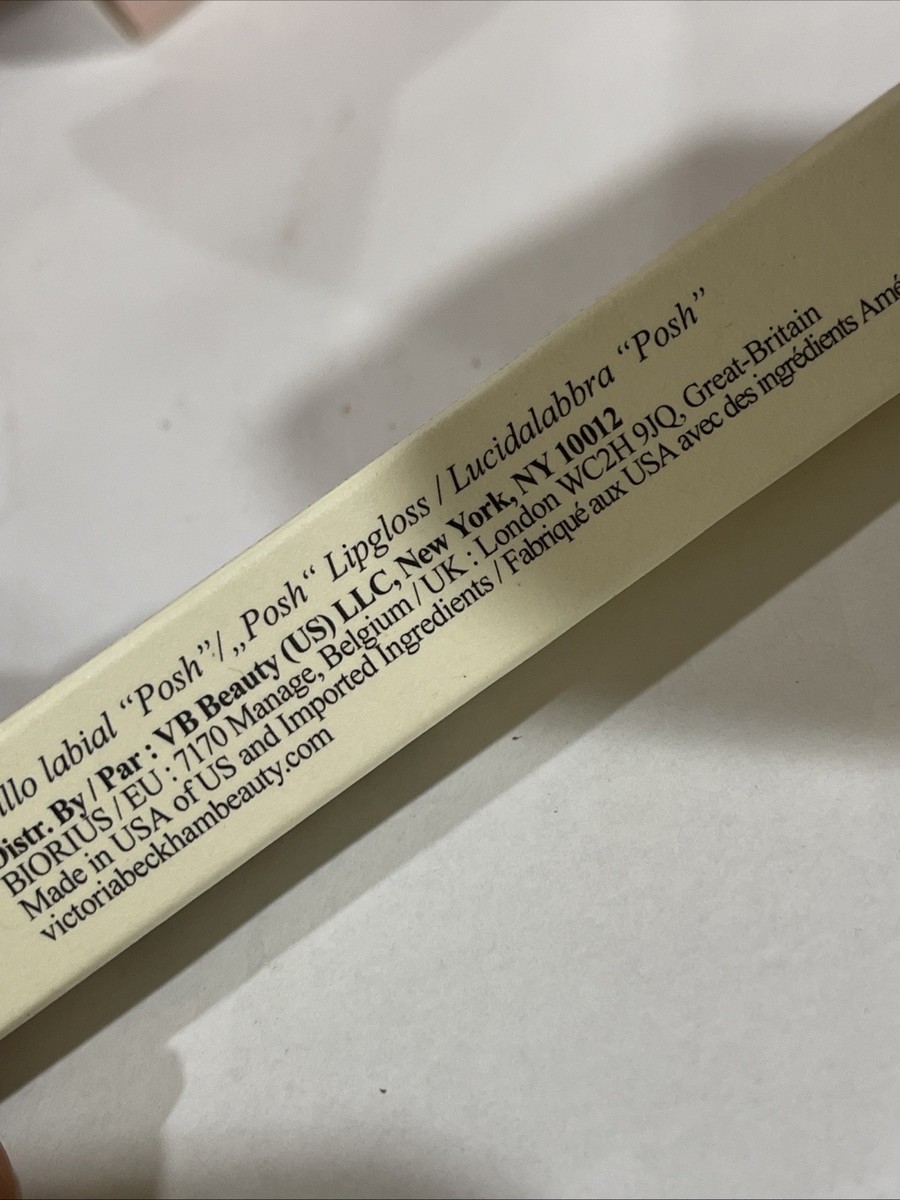 illo labial “Posh”/ „Posh“ Lipgloss / Lucidalabbra “Posh”
Distr. By / Par : VB Beauty (US) LLC, New York, NY 10012
BIORIUS / EU : 7170 Manage, Belgium / UK : London WC2H 9JQ, Great-Britain
Made in USA of US and Imported Ingredients / Fabriqué aux USA avec des ingrédients Amé
victoriabeckhambeauty.com